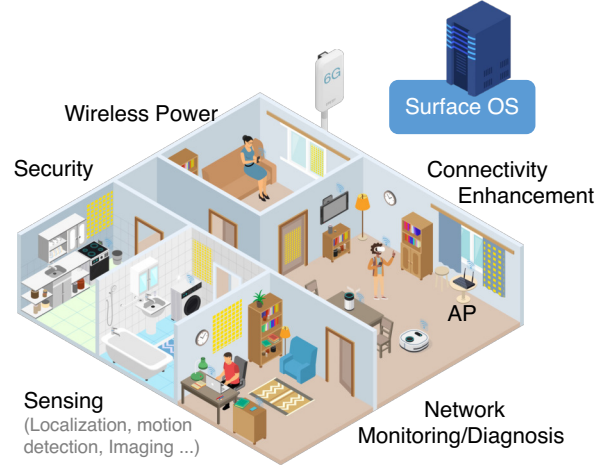 6G
Surface OS
Wireless Power
Security
Connectivity
Enhancement
AP
Sensing
(Localization, motion
detection, Imaging ...)
Network
Monitoring/Diagnosis